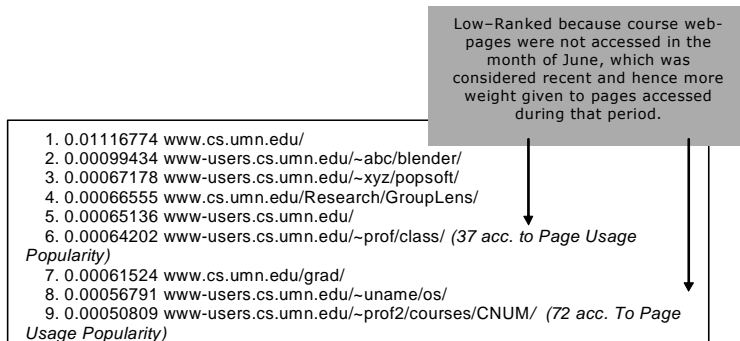 Low–Ranked because course web-
pages were not accessed in the
month of June, which was
considered recent and hence more
weight given to pages accessed
during that period.
1. 0.01116774 www.cs.umn.edu/
2. 0.00099434 www-users.cs.umn.edu/~abc/blender/
3. 0.00067178 www-users.cs.umn.edu/~xyz/popsoft/
4. 0.00066555 www.cs.umn.edu/Research/GroupLens/
5. 0.00065136 www-users.cs.umn.edu/
6. 0.00064202 www-users.cs.umn.edu/~prof/class/ (37 acc. to Page Usage
Popularity)
7. 0.00061524 www.cs.umn.edu/grad/
8. 0.00056791 www-users.cs.umn.edu/~uname/os/
9. 0.00050809 www-users.cs.umn.edu/~prof2/courses/CNUM/ (72 acc. To Page
Usage Popularity)